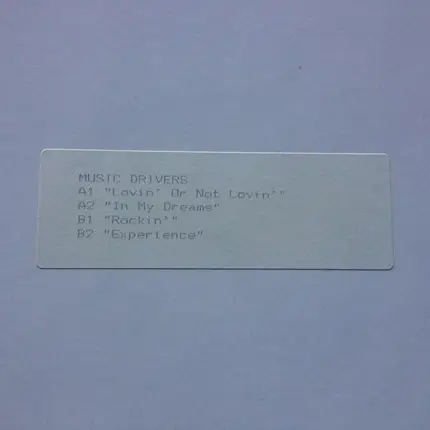 MUSIC DRIVERS
A1 "Lovin' Or Not Lovin'"
A2 "In My Dreams"
B1 "Rockin'"
B2 "Experience"